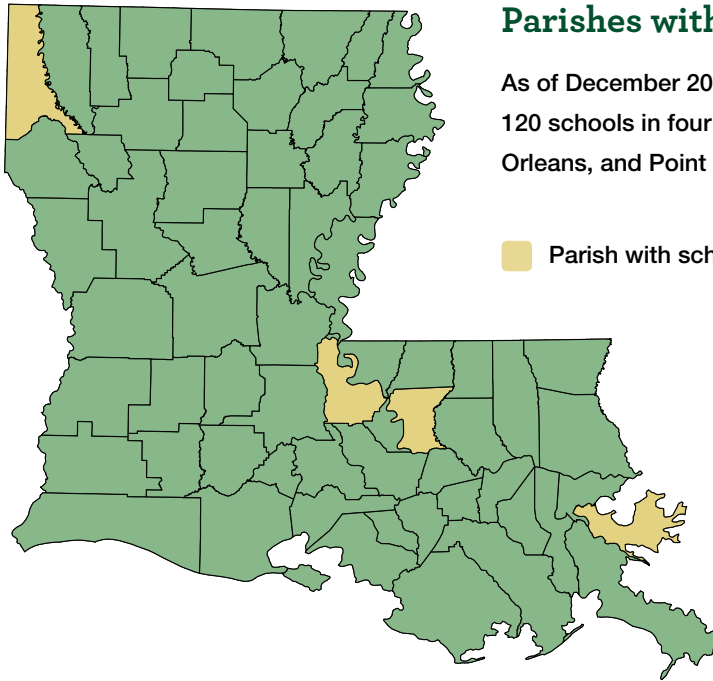 Parishes with
As of December 20
120 schools in four
Orleans, and Point
Parish with sch